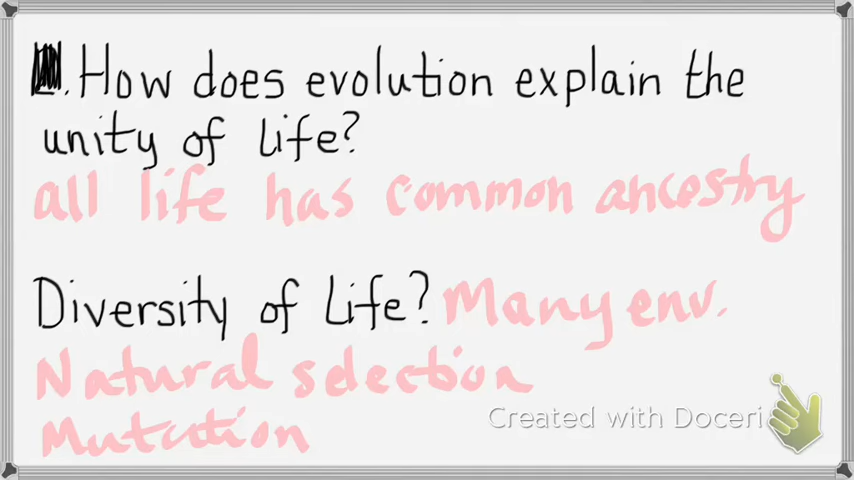 How does evolution explain the
unity of life?
all life has common ancestry
Diversity of Life? Many env.
Natural selection
Mutation
Created with Doceri